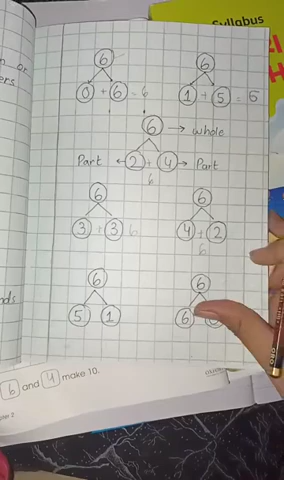 Syllabus
6 6
0 + 6 = 6 1 + 5 = 6
6 → whole
Part ← 2 + 4 → Part
6
6 6
3 + 3 6 4 + 2
6
6 6
5 1 6
6 and 4 make 10.